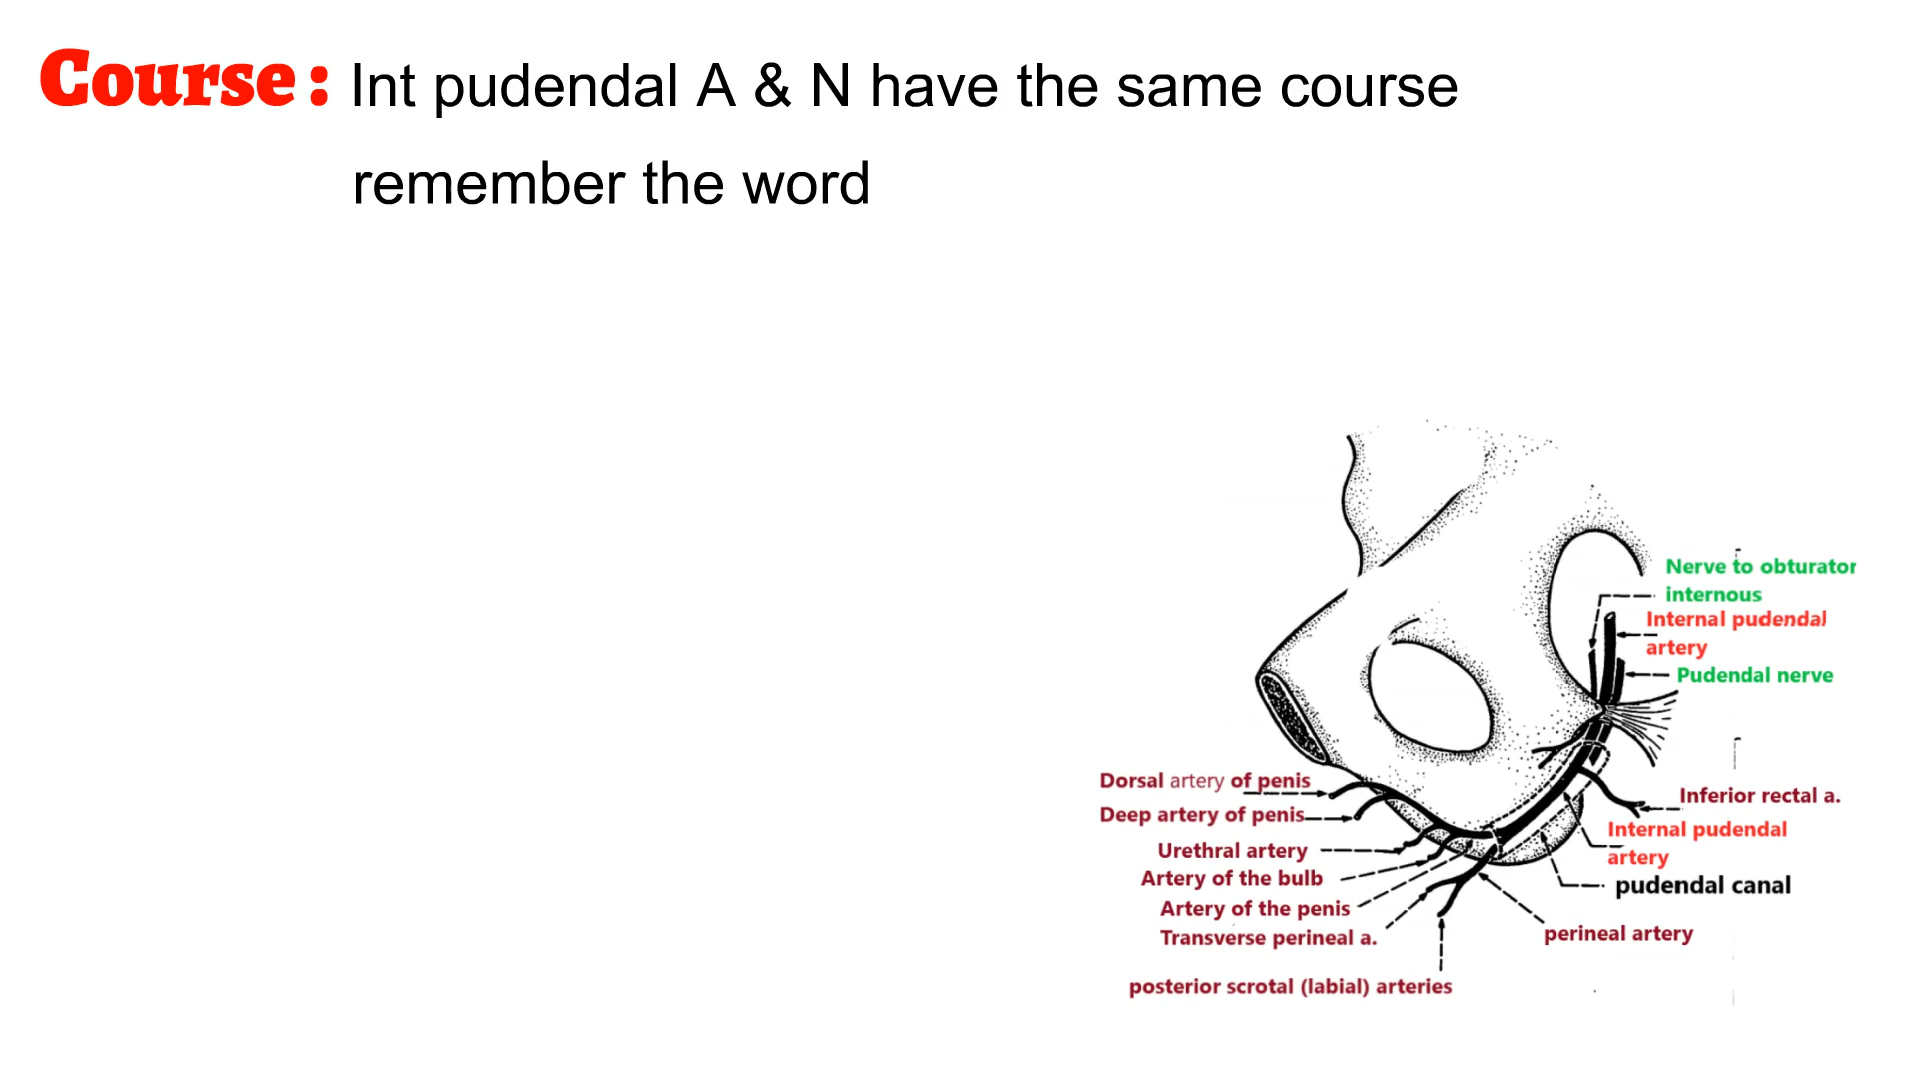 Course: Int pudendal A & N have the same course
remember the word
Nerve to obturator
internous
Internal pudendal
artery
Pudendal nerve
Dorsal artery of penis
Deep artery of penis
Urethral artery
Artery of the bulb
Artery of the penis
Transverse perineal a.
posterior scrotal (labial) arteries
Inferior rectal a.
Internal pudendal
artery
pudendal canal
perineal artery